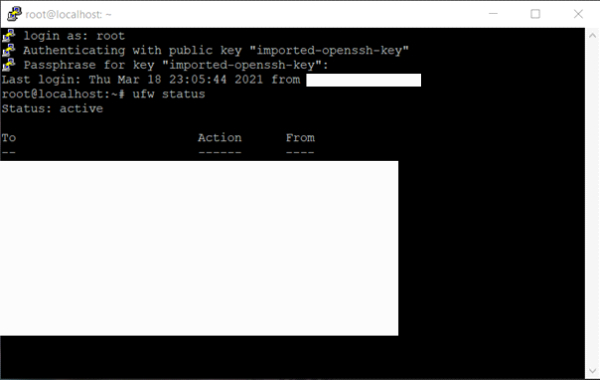 root@localhost: ~
login as: root
Authenticating with public key "imported-openssh-key"
Passphrase for key "imported-openssh-key":
Last login: Thu Mar 18 23:05:44 2021 from
root@localhost:~# ufw status
Status: active
To Action From
-- ------ ----